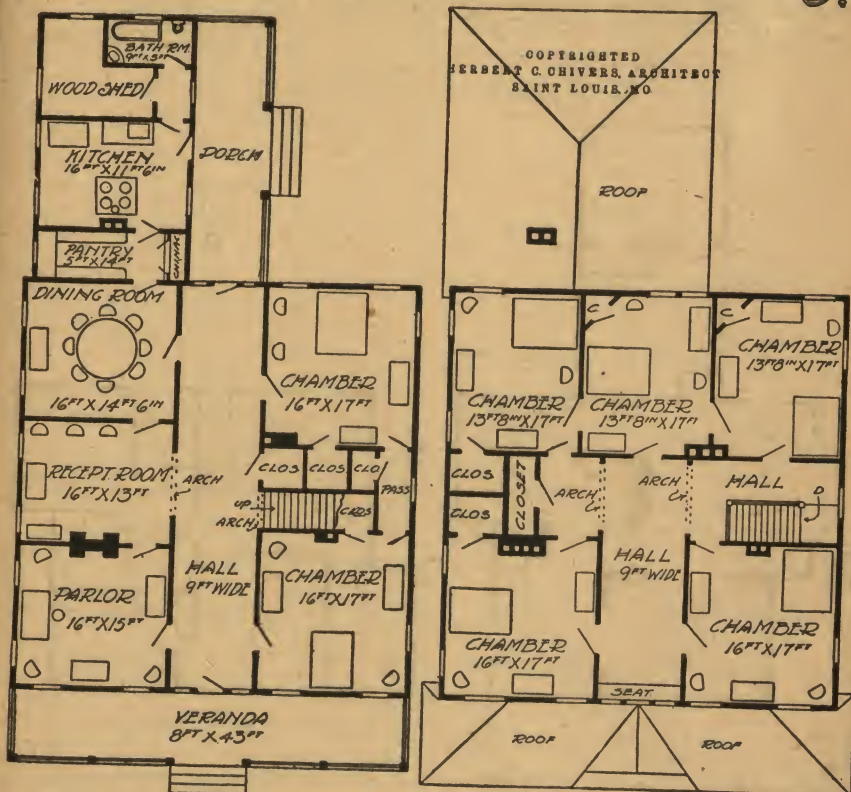 BATH RM.
9FT X 5FT
WOOD SHED
KITCHEN
16FT X 11FT 6IN
PORCH
PANTRY
5FT X 14FT
CHINA
DINING ROOM
16FT X 14FT 6IN
CHAMBER
16FT X 17FT
RECEPT. ROOM
16FT X 13FT
ARCH
CLOS
CLOS
CLO
PASS
UP
ARCH
CLOS
HALL
9FT WIDE
PARLOR
16FT X 15FT
CHAMBER
16FT X 17FT
VERANDA
8FT X 43FT
COPYRIGHTED
HERBERT C. CHIVERS, ARCHITECT
SAINT LOUIS, MO
ROOF
C
C
CHAMBER
13FT 8IN X 17FT
CHAMBER
13FT 8IN X 17FT
CHAMBER
13FT 8IN X 17FT
CLOS
CLOS
CLOSET
ARCH
ARCH
HALL
D
HALL
9FT WIDE
CHAMBER
16FT X 17FT
CHAMBER
16FT X 17FT
SEAT
ROOF
ROOF